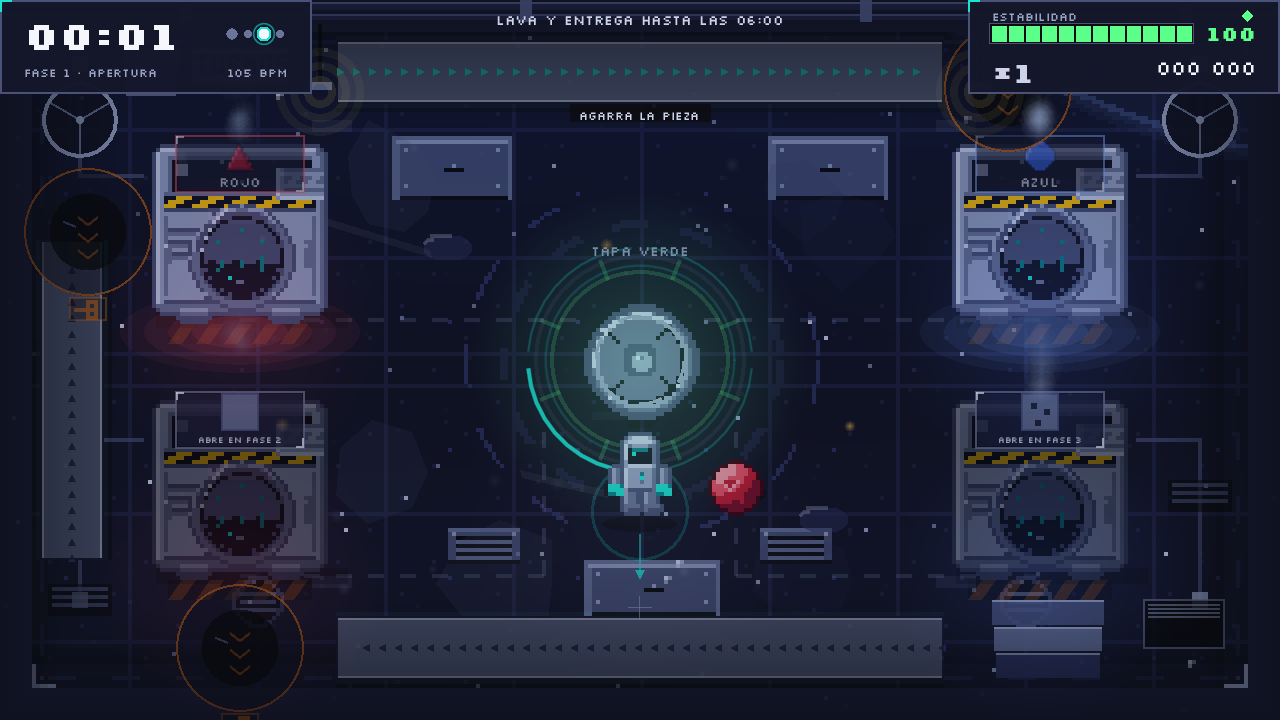 00:01
FASE 1 · APERTURA
105 BPM
LAVA Y ENTREGA HASTA LAS 06:00
ESTABILIDAD
100
x1
000 000
AGARRA LA PIEZA
ROJO
AZUL
TAPA VERDE
ABRE EN FASE 2
ABRE EN FASE 3